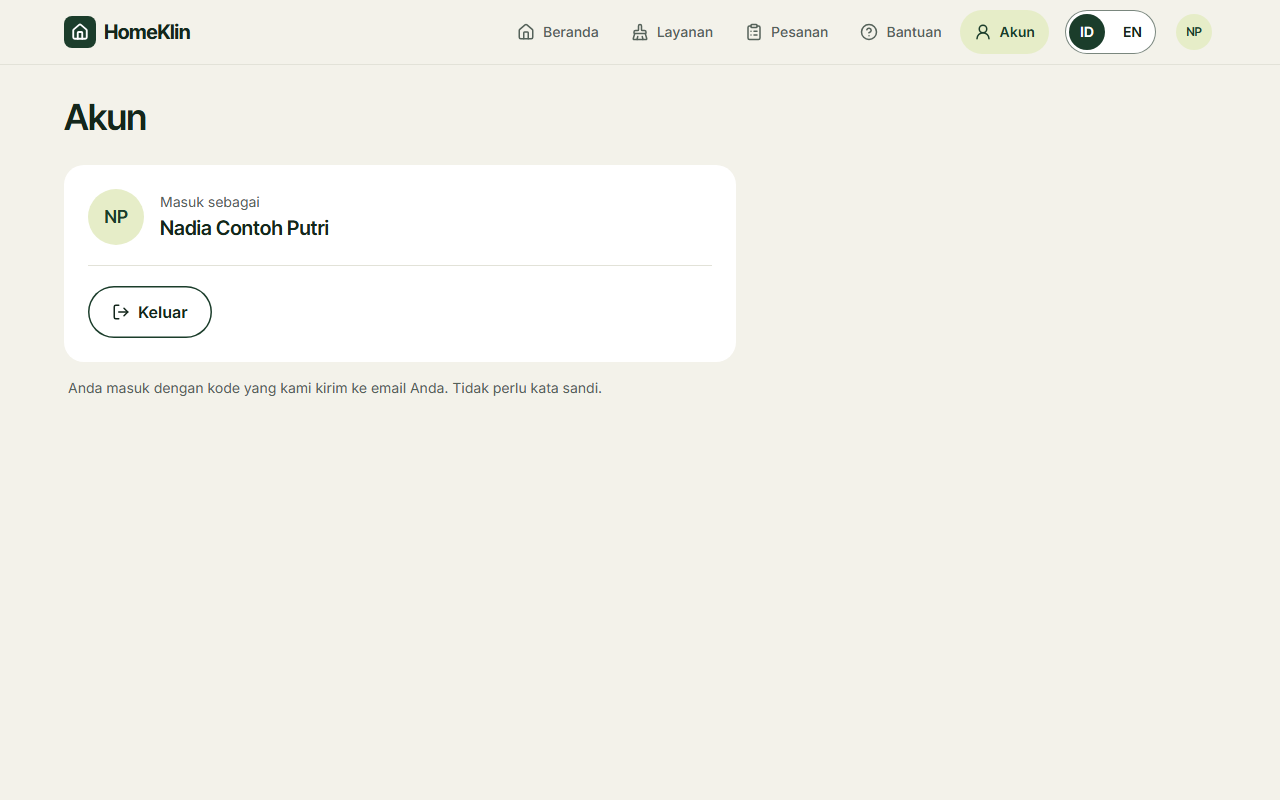 HomeKlin
Beranda
Layanan
Pesanan
Bantuan
Akun
ID
EN
NP
Akun
NP
Masuk sebagai
Nadia Contoh Putri
Keluar
Anda masuk dengan kode yang kami kirim ke email Anda. Tidak perlu kata sandi.